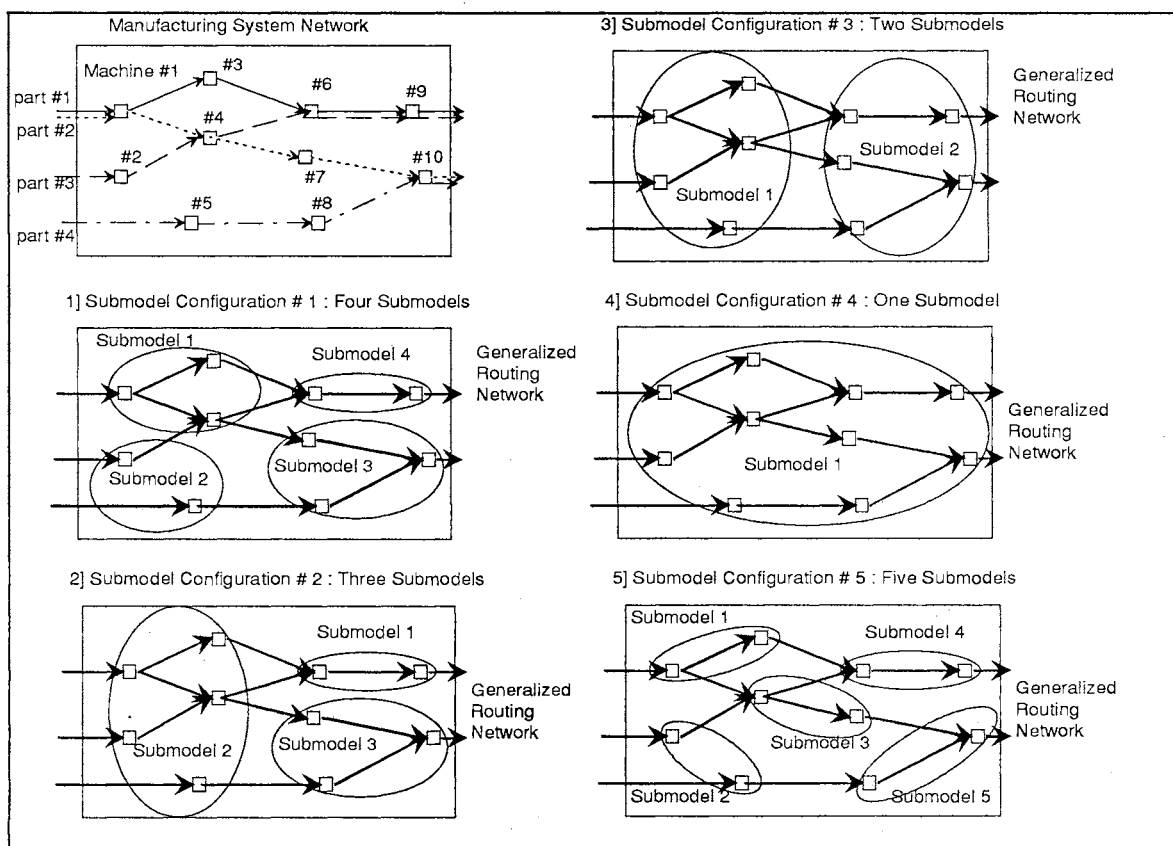 Manufacturing System Network
Machine #1
#3
#6
#9
part #1
part #2
#4
#2
#10
part #3
#7
#5
#8
part #4
3] Submodel Configuration # 3 : Two Submodels
Generalized
Routing
Network
Submodel 2
Submodel 1
1] Submodel Configuration # 1 : Four Submodels
Submodel 1
Submodel 4
Generalized
Routing
Network
Submodel 3
Submodel 2
4] Submodel Configuration # 4 : One Submodel
Generalized
Routing
Network
Submodel 1
2] Submodel Configuration # 2 : Three Submodels
Submodel 1
Generalized
Routing
Network
Submodel 2
Submodel 3
5] Submodel Configuration # 5 : Five Submodels
Submodel 1
Submodel 4
Generalized
Routing
Network
Submodel 3
Submodel 2
Submodel 5